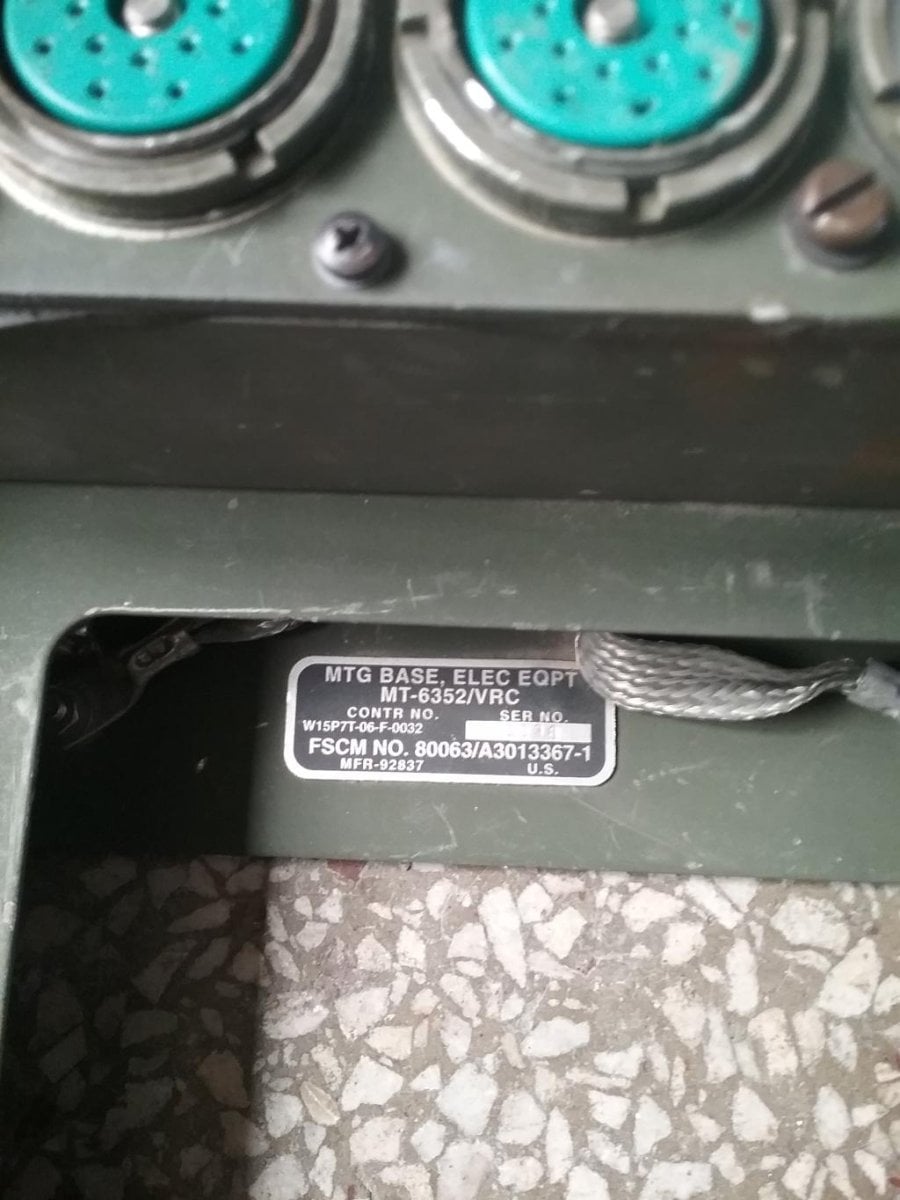 MTG BASE, ELEC EQPT
MT-6352/VRC
CONTR NO. SER NO.
W15P7T-06-F-0032
FSCM NO. 80063/A3013367-1
MFR-92837 U.S.